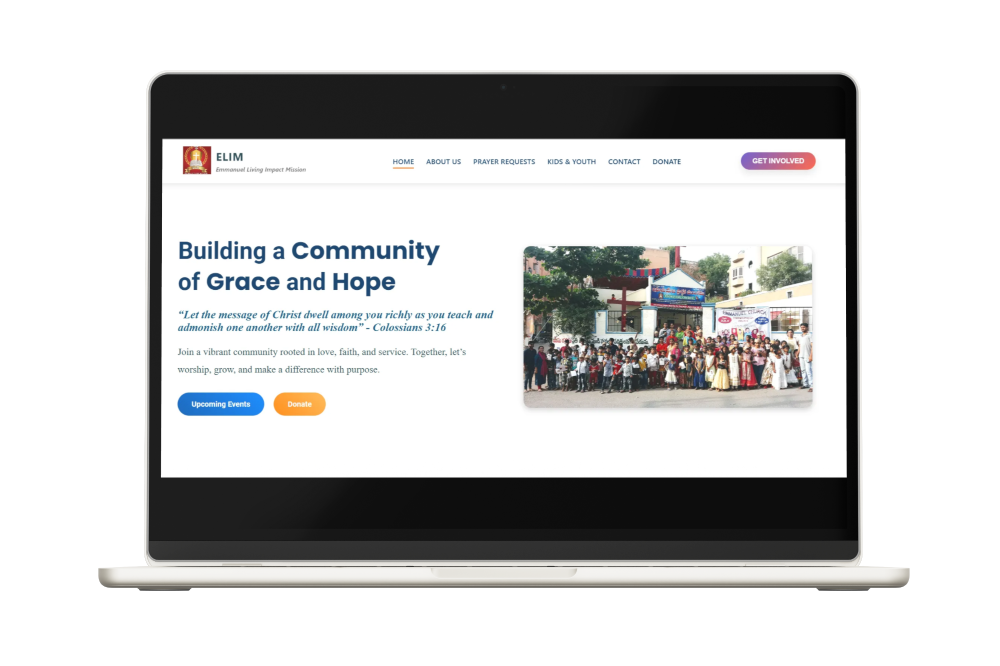 ELIM
Emmanuel Living Impact Mission
HOME
ABOUT US
PRAYER REQUESTS
KIDS & YOUTH
CONTACT
DONATE
GET INVOLVED
Building a Community
of Grace and Hope
“Let the message of Christ dwell among you richly as you teach and
admonish one another with all wisdom” - Colossians 3:16
Join a vibrant community rooted in love, faith, and service. Together, let’s
worship, grow, and make a difference with purpose.
Upcoming Events
Donate